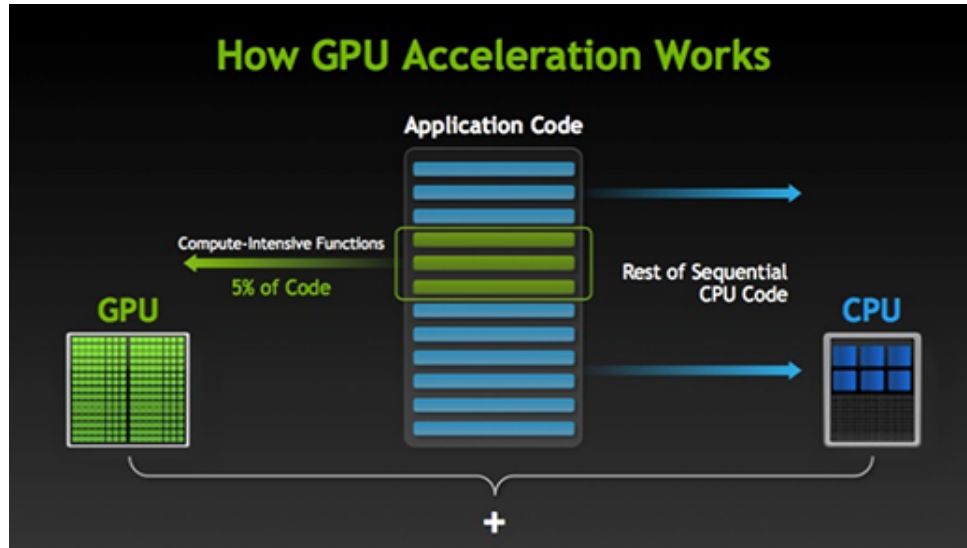 How GPU Acceleration Works
Application Code
Compute-Intensive Functions
5% of Code
Rest of Sequential
CPU Code
GPU
CPU
+